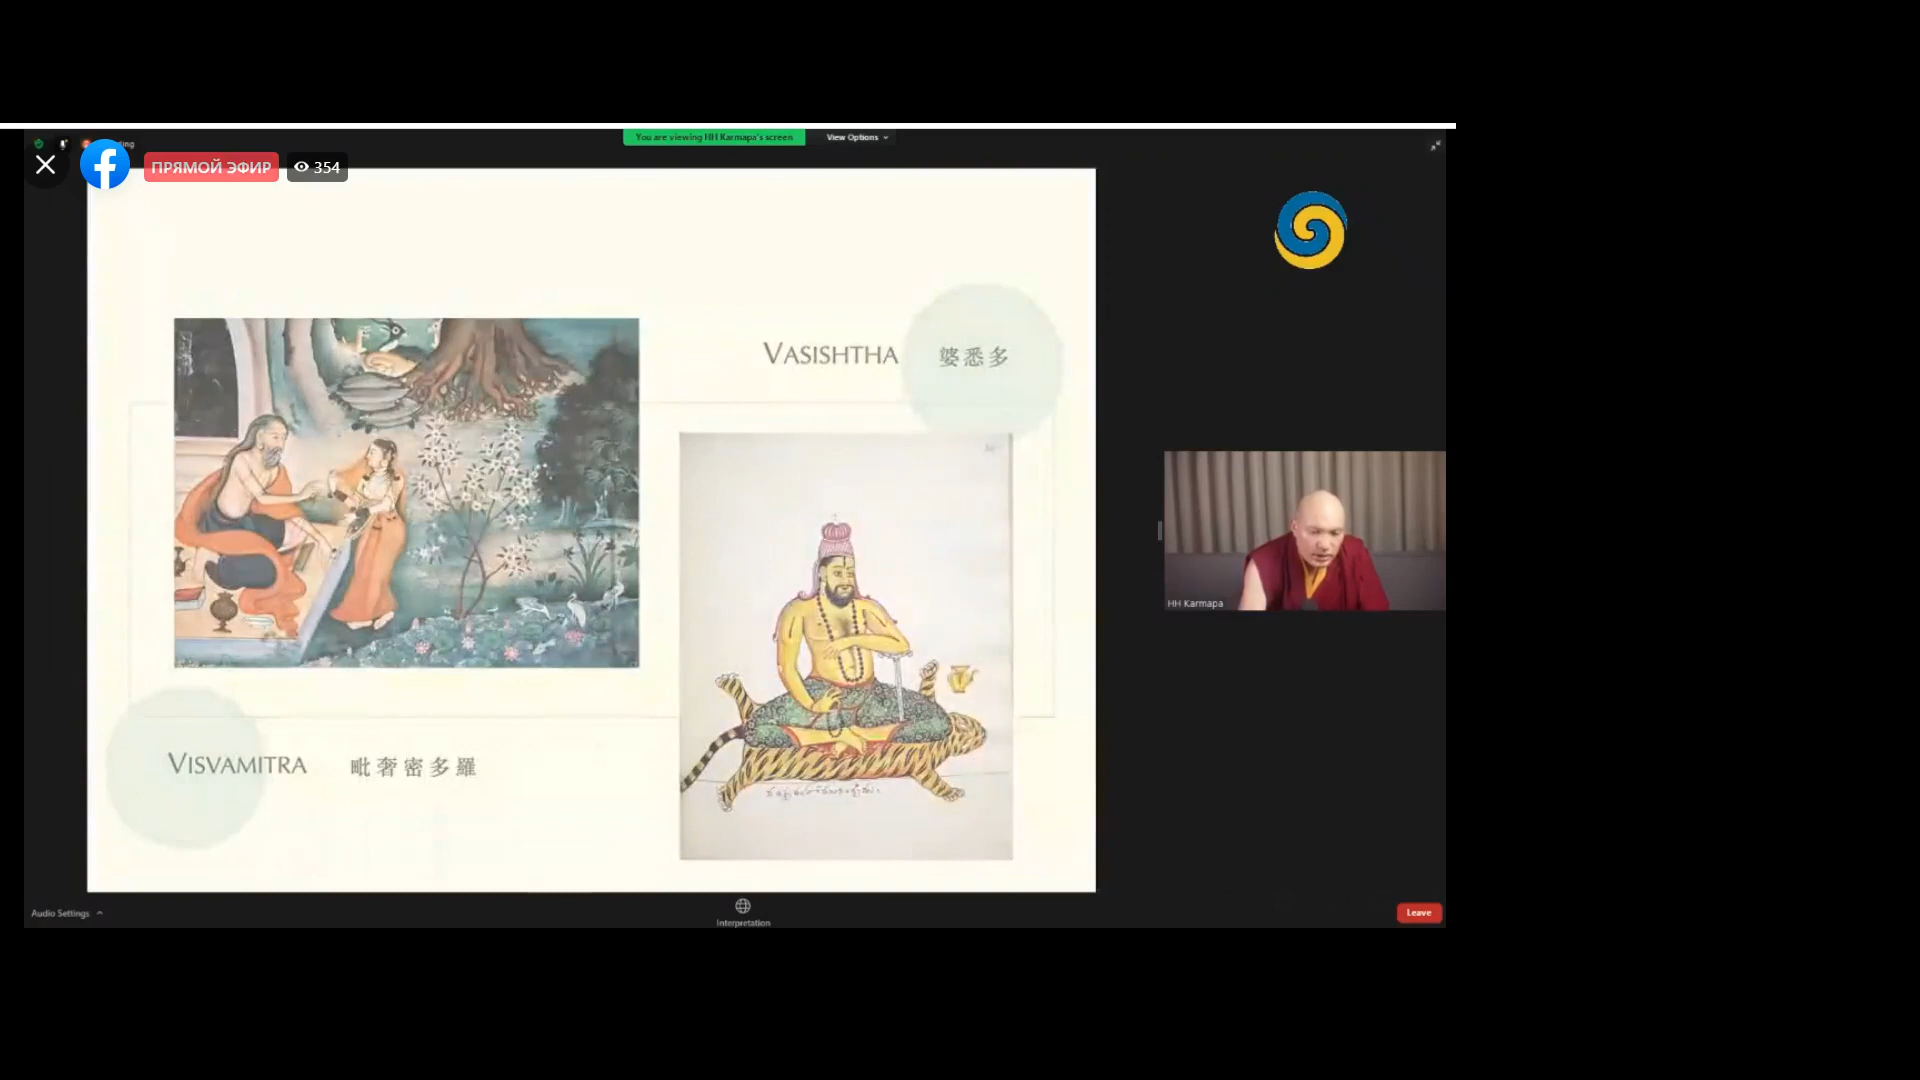 You are viewing HH Karmapa's screen
View Options
ПРЯМОЙ ЭФИР
354
VASISHTHA 婆悉多
VISVAMITRA 毗奢密多羅
HH Karmapa
Audio Settings
Interpretation
Leave